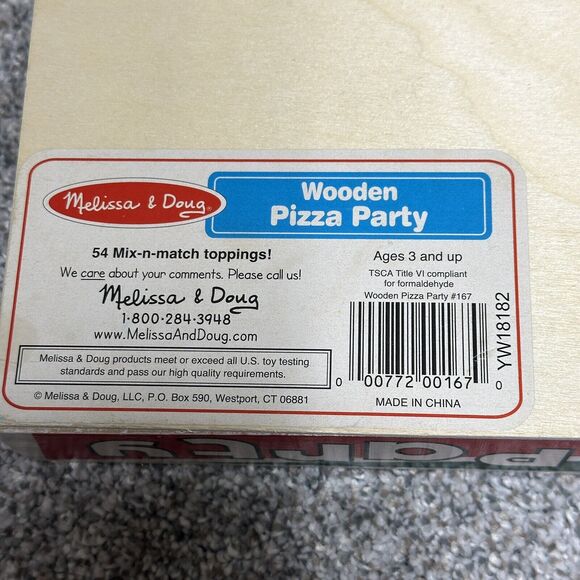 Melissa & Doug®
Wooden
Pizza Party
54 Mix-n-match toppings!
We care about your comments. Please call us!
Melissa & Doug
1·800·284·3948
www.MelissaAndDoug.com
Melissa & Doug products meet or exceed all U.S. toy testing
standards and pass our high quality requirements.
© Melissa & Doug, LLC, P.O. Box 590, Westport, CT 06881
Ages 3 and up
TSCA Title VI compliant
for formaldehyde
Wooden Pizza Party #167
0 00772 00167 0
MADE IN CHINA
YW18182
Party